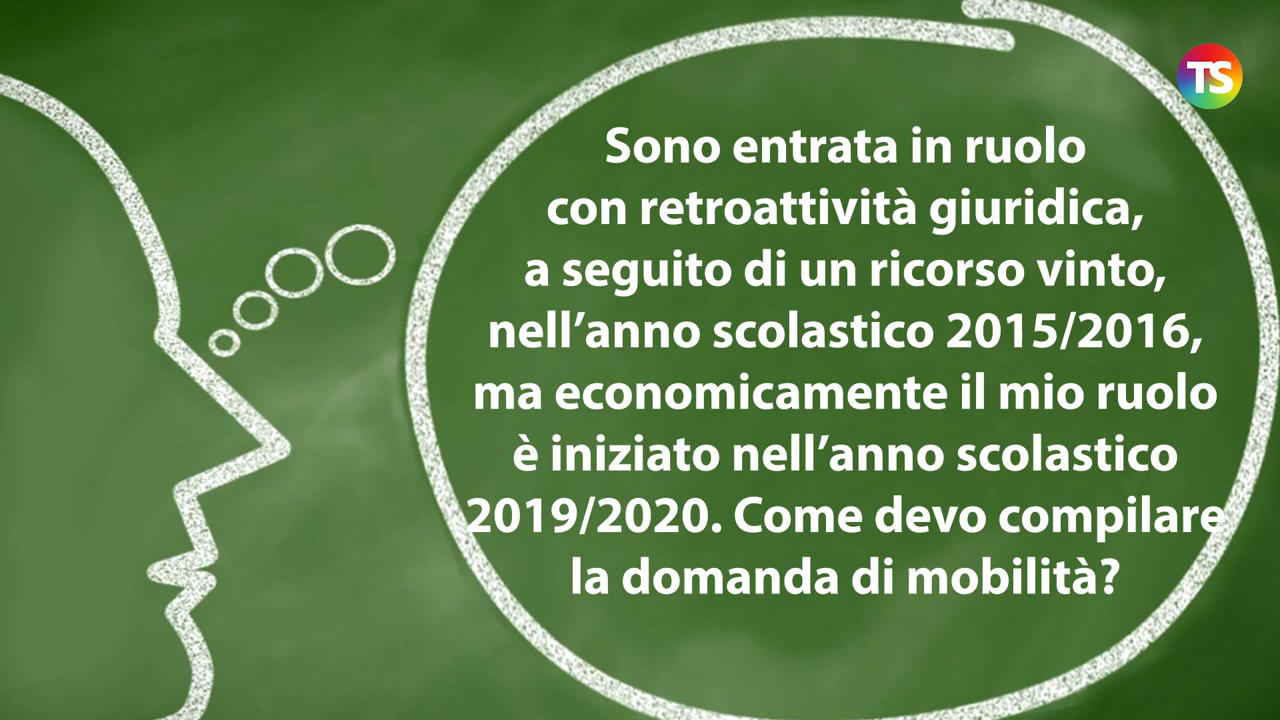 TS
Sono entrata in ruolo
con retroattività giuridica,
a seguito di un ricorso vinto,
nell’anno scolastico 2015/2016,
ma economicamente il mio ruolo
è iniziato nell’anno scolastico
2019/2020. Come devo compilare
la domanda di mobilità?